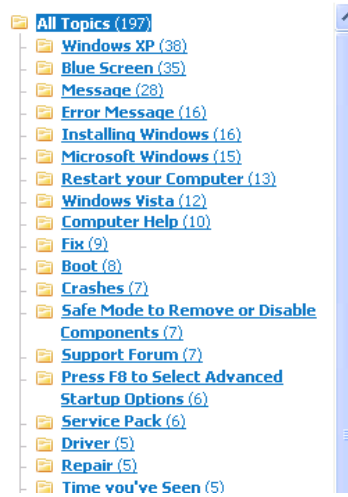 All Topics (197)
Windows XP (38)
Blue Screen (35)
Message (28)
Error Message (16)
Installing Windows (16)
Microsoft Windows (15)
Restart your Computer (13)
Windows Vista (12)
Computer Help (10)
Fix (9)
Boot (8)
Crashes (7)
Safe Mode to Remove or Disable
Components (7)
Support Forum (7)
Press F8 to Select Advanced
Startup Options (6)
Service Pack (6)
Driver (5)
Repair (5)
Time you've Seen (5)